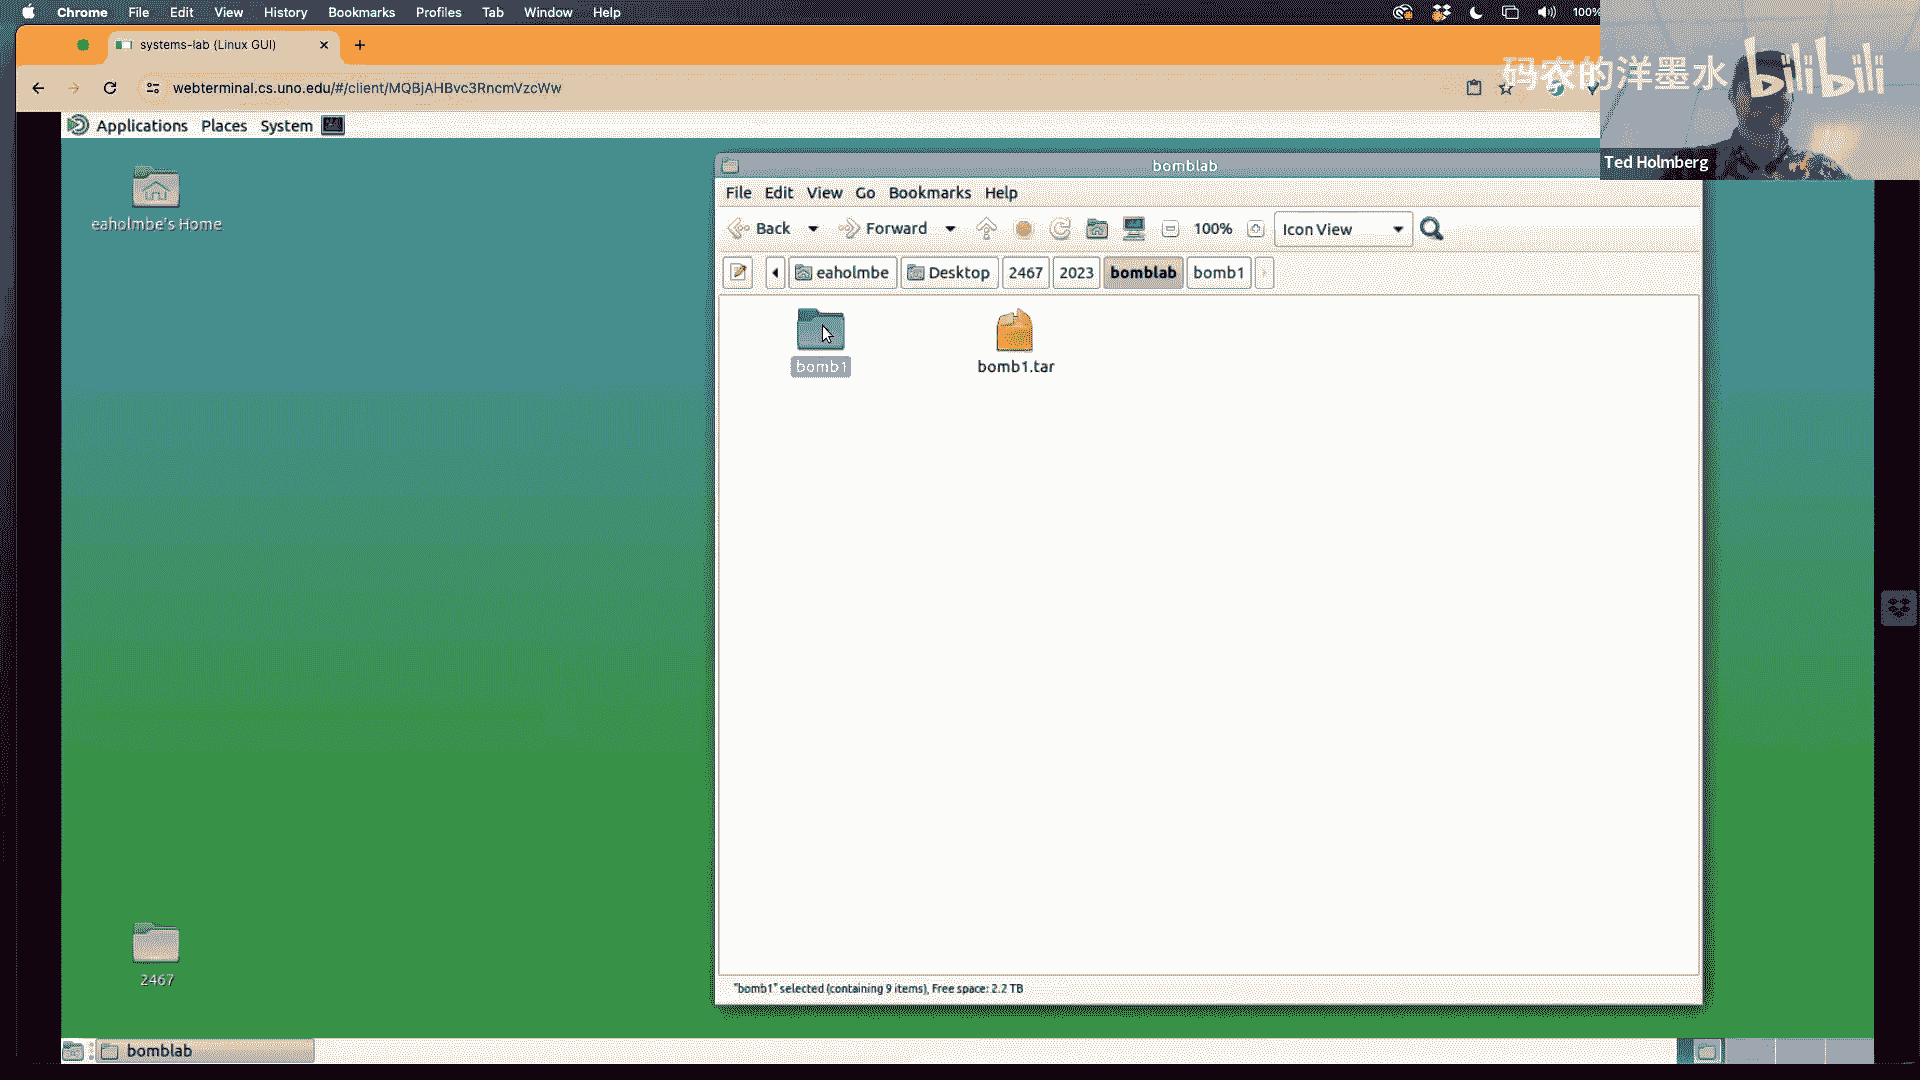 Chrome File Edit View History Bookmarks Profiles Tab Window Help 100%
systems-lab (Linux GUI)
webterminal.cs.uno.edu/#/client/MQBjAHBvc3RncmVzcWw
码农的洋墨水 bilibili
Applications Places System
Ted Holmberg
bomblab
File Edit View Go Bookmarks Help
eaholmbe's Home
Back Forward 100% Icon View
eaholmbe Desktop 2467 2023 bomblab bomb1
bomb1 bomb1.tar
2467
"bomb1" selected (containing 9 items), Free space: 2.2 TB
bomblab